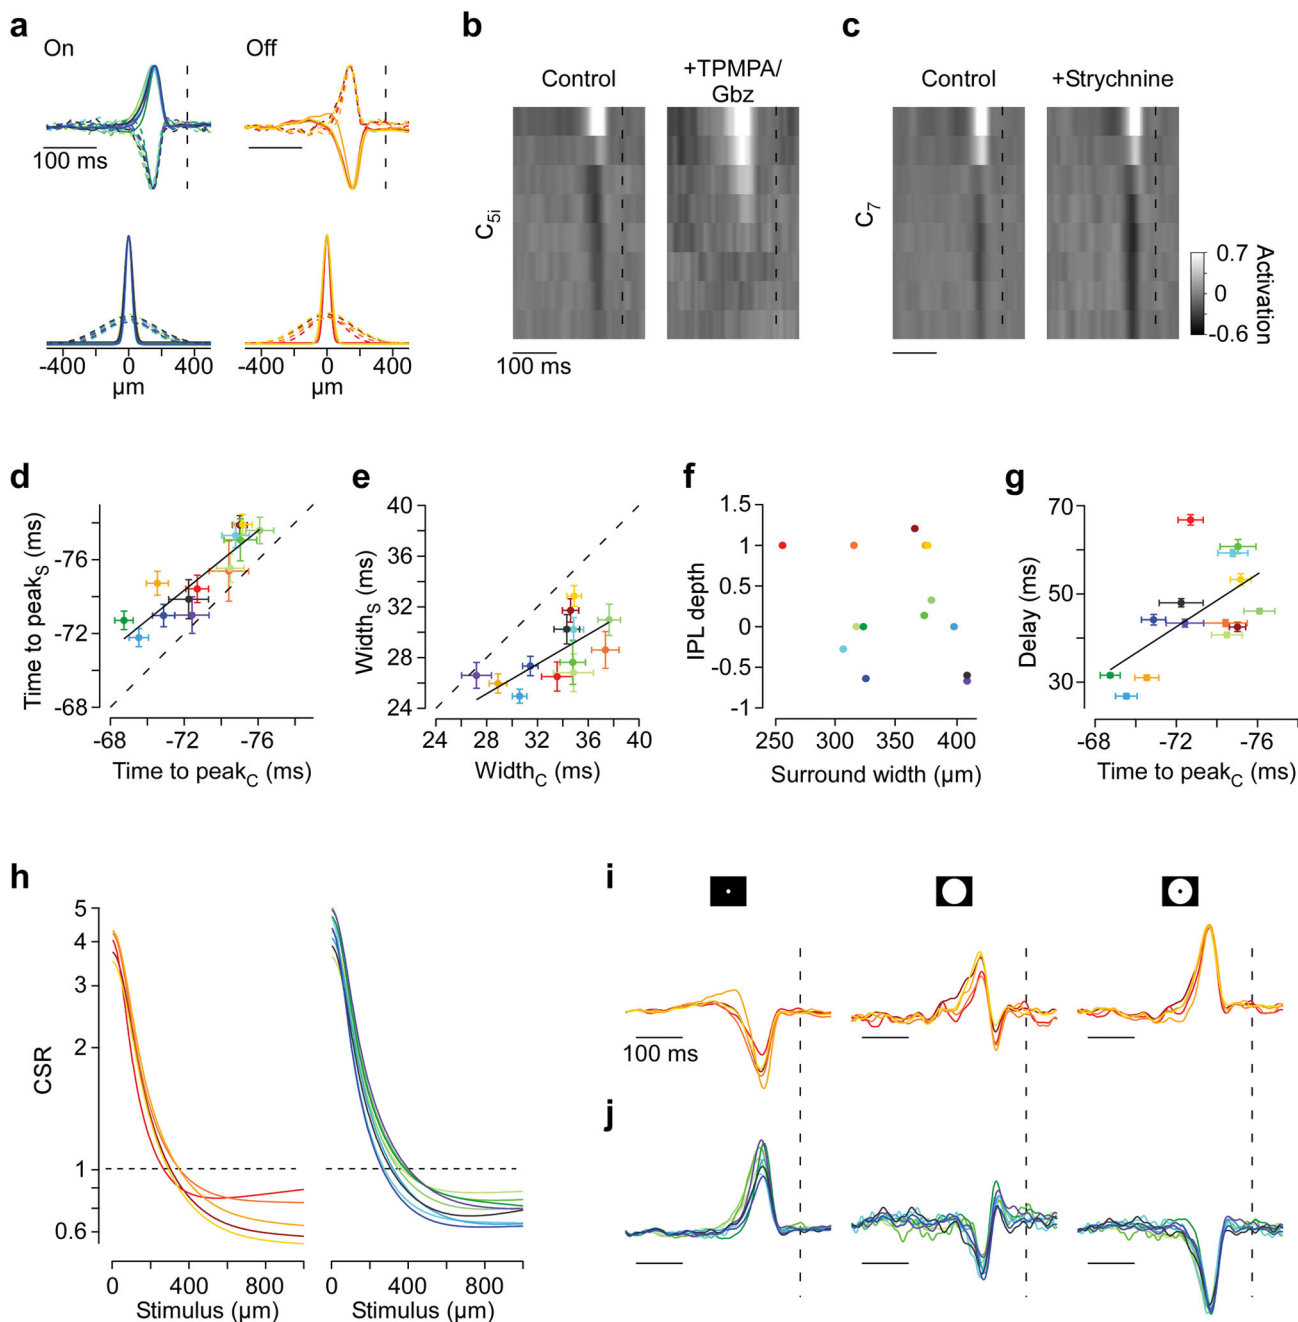 a
On
Off
100 ms
-400 0 400
µm
-400 0 400
µm
b
Control
+TPMPA/
Gbz
C5i
100 ms
c
Control
+Strychnine
C7
0.7
0
-0.6
Activation
d
Time to peakS (ms)
-76
-72
-68
-68 -72 -76
Time to peakC (ms)
e
WidthS (ms)
40
36
32
28
24
24 28 32 36 40
WidthC (ms)
f
IPL depth
1.5
1
0.5
0
-0.5
-1
250 300 350 400
Surround width (µm)
g
Delay (ms)
70
50
30
-68 -72 -76
Time to peakC (ms)
h
CSR
5
4
3
2
1
0.6
0 400 800
Stimulus (µm)
0 400 800
Stimulus (µm)
i
100 ms
j